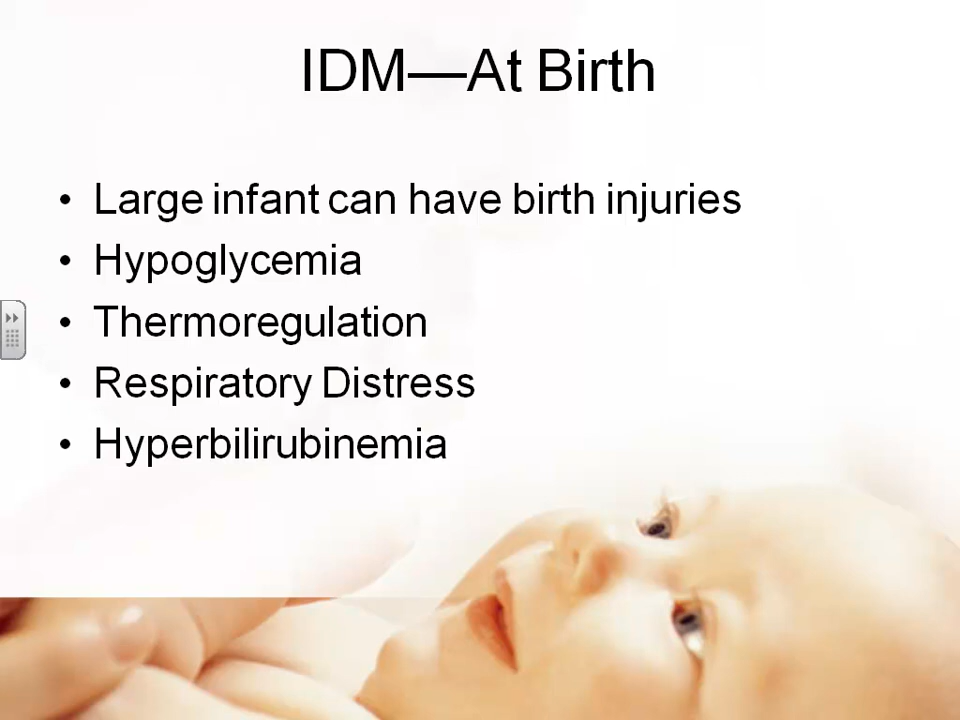 IDM—At Birth
• Large infant can have birth injuries
• Hypoglycemia
• Thermoregulation
• Respiratory Distress
• Hyperbilirubinemia